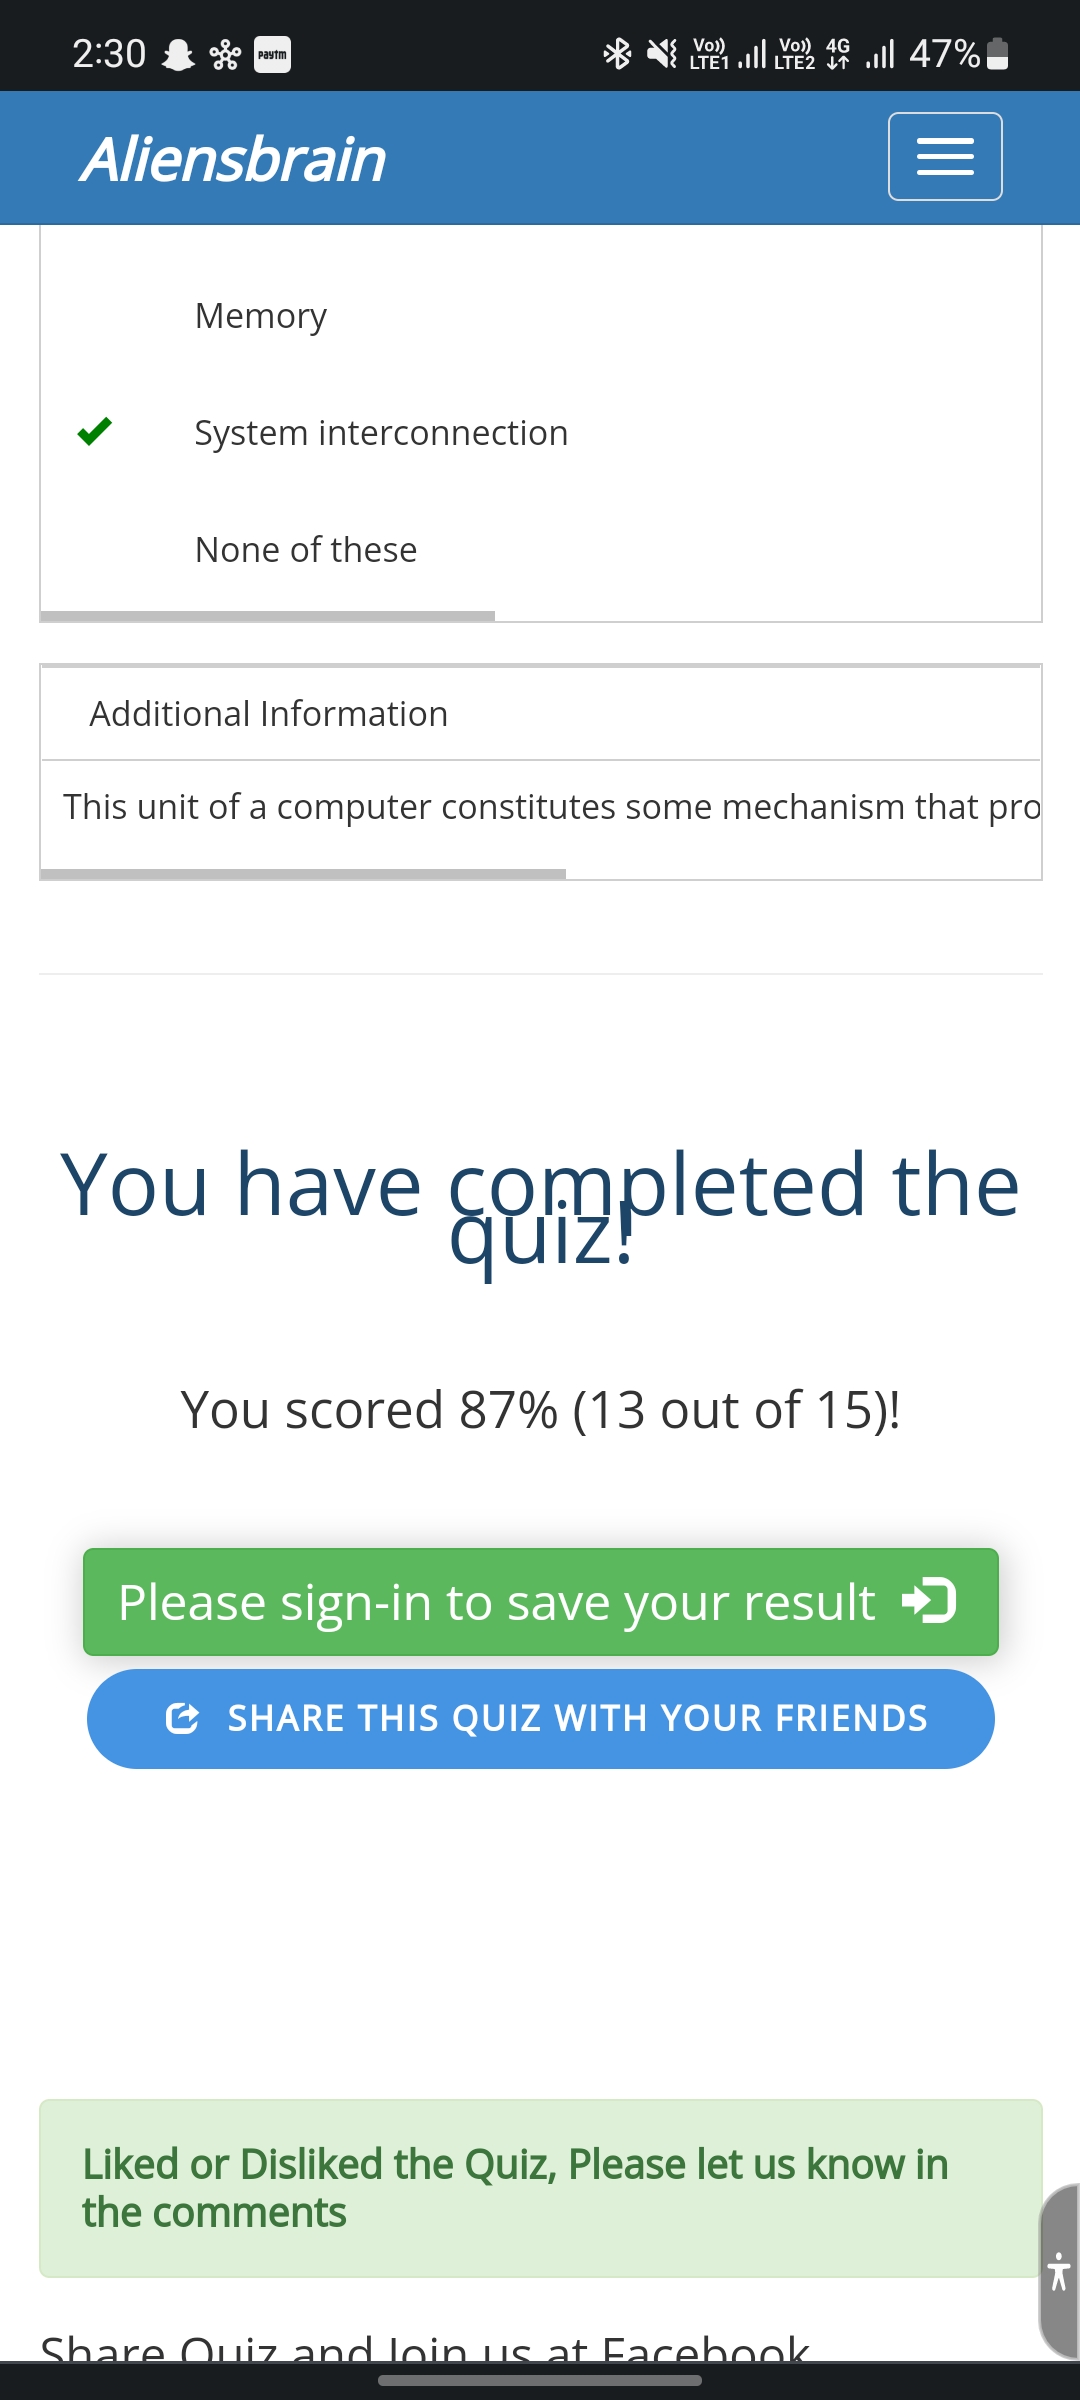 2:30 paytm Vo)) LTE1 Vo)) LTE2 4G 47%
Aliensbrain
Memory
System interconnection
None of these
Additional Information
This unit of a computer constitutes some mechanism that pro
You have completed the
quiz!
You scored 87% (13 out of 15)!
Please sign-in to save your result
SHARE THIS QUIZ WITH YOUR FRIENDS
Liked or Disliked the Quiz, Please let us know in
the comments
Share Quiz and Join us at Facebook